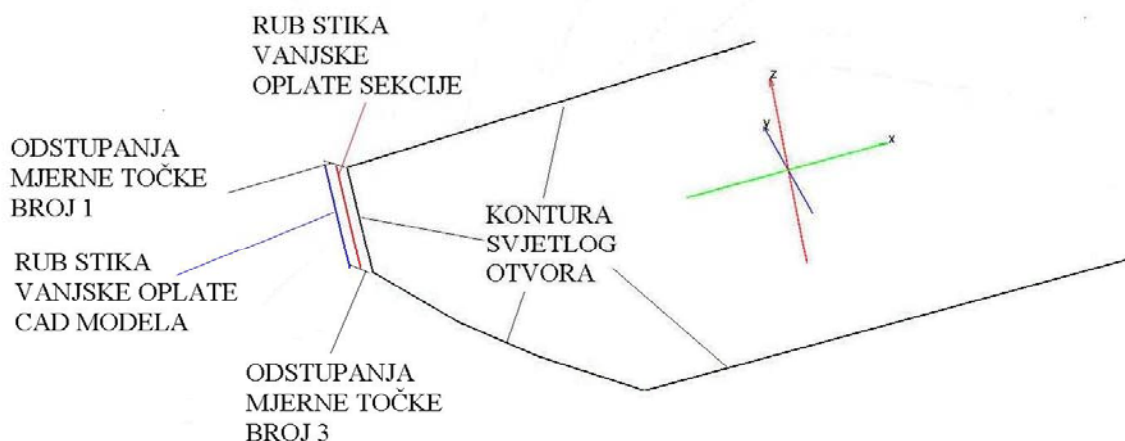 RUB STIKA
VANJSKE
OPLATE SEKCIJE
ODSTUPANJA
MJERNE TOČKE
BROJ 1
RUB STIKA
VANJSKE OPLATE
CAD MODELA
KONTURA
SVJETLOG
OTVORA
ODSTUPANJA
MJERNE TOČKE
BROJ 3
z
y
x